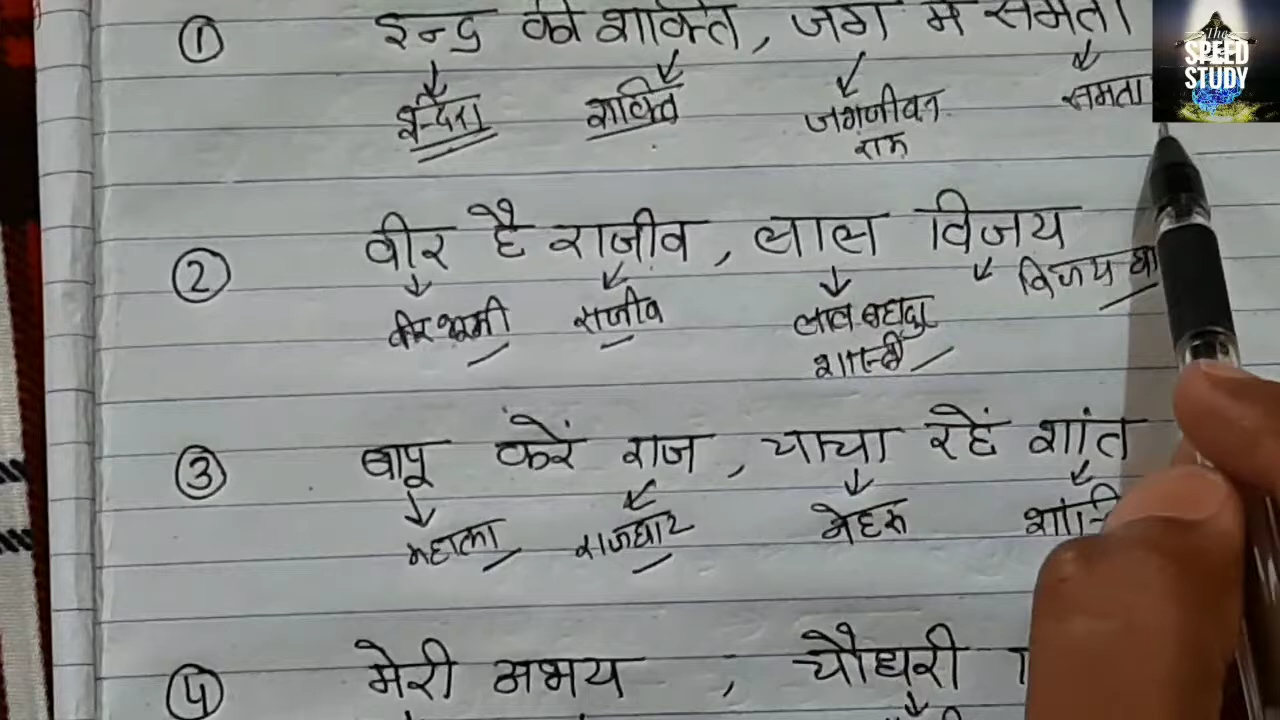 ① इन्द्र की शक्ति, जग में समता
इन्दिरा शक्ति जगजीवन समता
राम
② वीर है राजीव, लाल विजय
वीर भूमी राजीव लाल बहादुर विजय घा
शास्त्री
③ बापू करें राज, चाचा रहें शांत
महात्मा राजघाट नेहरू शान्ति
④ मेरी अभय, चौधरी
The
SPEED
STUDY